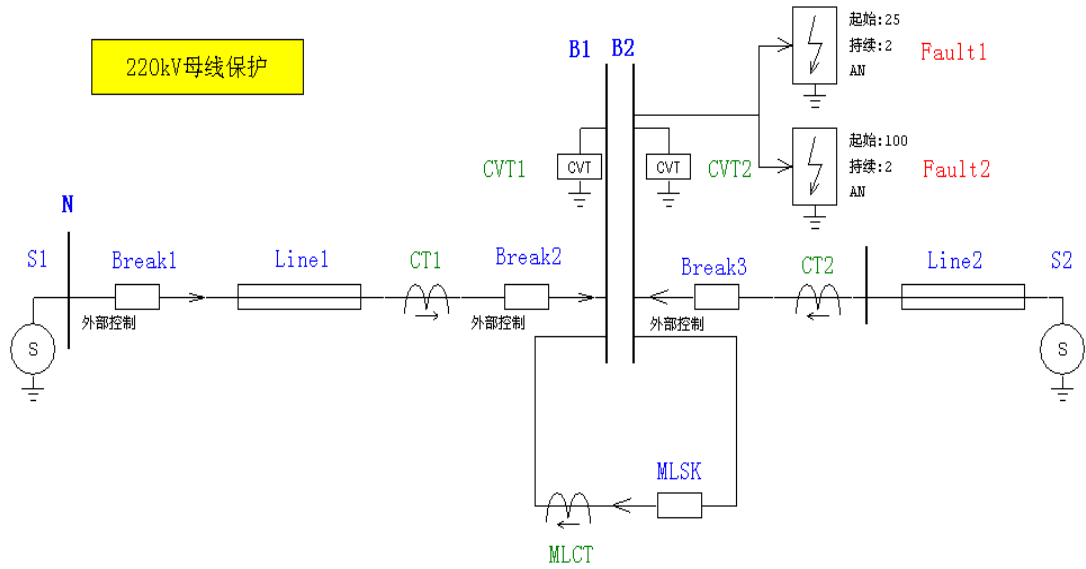 220kV母线保护
B1
B2
起始:25
持续:2
AN
Fault1
CVT1
CVT
CVT
CVT2
起始:100
持续:2
AN
Fault2
N
S1
Break1
Line1
CT1
Break2
Break3
CT2
Line2
S2
外部控制
外部控制
外部控制
S
S
MLSK
MLCT